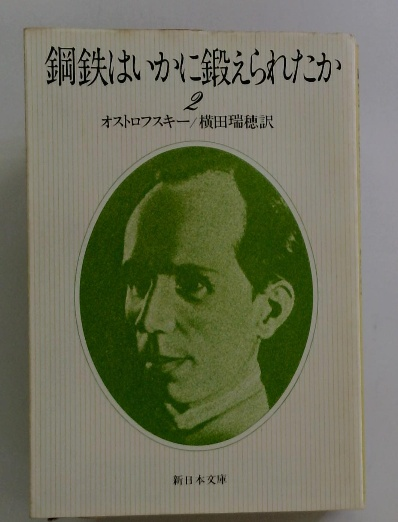 鋼鉄はいかに鍛えられたか
2
オストロフスキー/横田瑞穂訳
新日本文庫